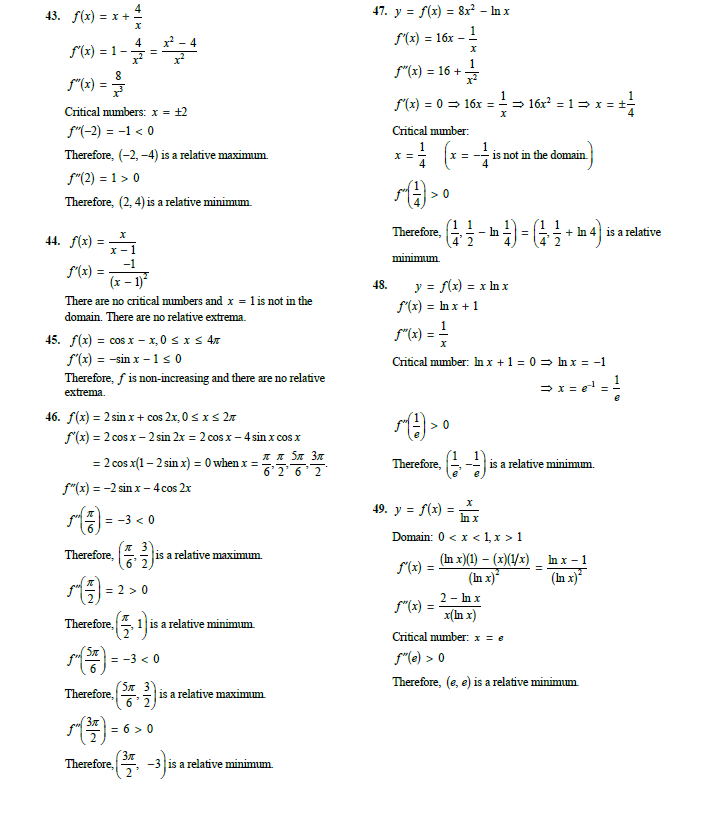 43. f(x) = x + 4/x
f′(x) = 1 − 4/x² = (x² − 4)/x²
f″(x) = 8/x³
Critical numbers: x = ±2
f″(−2) = −1 < 0
Therefore, (−2, −4) is a relative maximum.
f″(2) = 1 > 0
Therefore, (2, 4) is a relative minimum.
44. f(x) = x/(x − 1)
f′(x) = −1/(x − 1)²
There are no critical numbers and x = 1 is not in the
domain. There are no relative extrema.
45. f(x) = cos x − x, 0 ≤ x ≤ 4π
f′(x) = −sin x − 1 ≤ 0
Therefore, f is non-increasing and there are no relative
extrema.
46. f(x) = 2 sin x + cos 2x, 0 ≤ x ≤ 2π
f′(x) = 2 cos x − 2 sin 2x = 2 cos x − 4 sin x cos x
= 2 cos x(1 − 2 sin x) = 0 when x = π/6, π/2, 5π/6, 3π/2.
f″(x) = −2 sin x − 4 cos 2x
f″(π/6) = −3 < 0
Therefore, (π/6, 3/2) is a relative maximum.
f″(π/2) = 2 > 0
Therefore, (π/2, 1) is a relative minimum.
f″(5π/6) = −3 < 0
Therefore, (5π/6, 3/2) is a relative maximum.
f″(3π/2) = 6 > 0
Therefore, (3π/2, −3) is a relative minimum.
47. y = f(x) = 8x² − ln x
f′(x) = 16x − 1/x
f″(x) = 16 + 1/x²
f′(x) = 0 ⇒ 16x = 1/x ⇒ 16x² = 1 ⇒ x = ±1/4
Critical number:
x = 1/4 (x = −1/4 is not in the domain.)
f″(1/4) > 0
Therefore, (1/4, 1/2 − ln 1/4) = (1/4, 1/2 + ln 4) is a relative
minimum.
48. y = f(x) = x ln x
f′(x) = ln x + 1
f″(x) = 1/x
Critical number: ln x + 1 = 0 ⇒ ln x = −1
⇒ x = e⁻¹ = 1/e
f″(1/e) > 0
Therefore, (1/e, −1/e) is a relative minimum.
49. y = f(x) = x/ln x
Domain: 0 < x < 1, x > 1
f′(x) = ((ln x)(1) − (x)(1/x))/(ln x)² = (ln x − 1)/(ln x)²
f″(x) = (2 − ln x)/(x(ln x))
Critical number: x = e
f″(e) > 0
Therefore, (e, e) is a relative minimum.